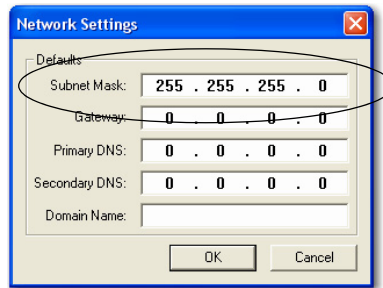 Network Settings
Defaults
Subnet Mask: 255 . 255 . 255 . 0
Gateway: 0 . 0 . 0 . 0
Primary DNS: 0 . 0 . 0 . 0
Secondary DNS: 0 . 0 . 0 . 0
Domain Name:
OK Cancel